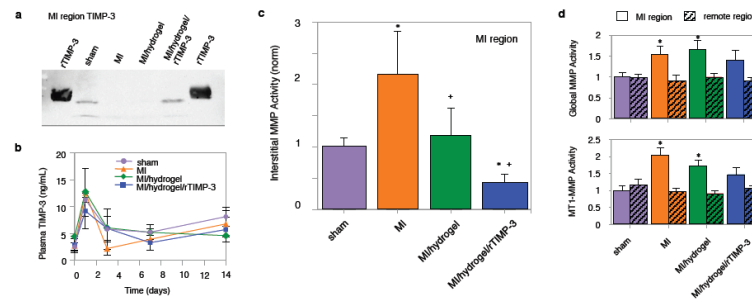 a
MI region TIMP-3
rTIMP-3
sham
MI
MI/hydrogel
MI/hydrogel/
rTIMP-3
rTIMP-3
b
Plasma TIMP-3
(ng/mL)
20
15
10
5
0
sham
MI
MI/hydrogel
MI/hydrogel/rTIMP-3
0 2 4 6 8 10 12 14
Time (days)
c
Interstitial MMP Activity (norm)
3
2
1
0
MI region
*
+
* +
sham
MI
MI/hydrogel
MI/hydrogel/rTIMP-3
d
MI region
remote regio
Global MMP Activity
2.0
1.5
1.0
0.5
0
* *
MT1-MMP Activity
2.5
2.0
1.5
1.0
0.5
0
* *
sham
MI
MI/hydrogel
MI/hydrogel/rTIMP-3